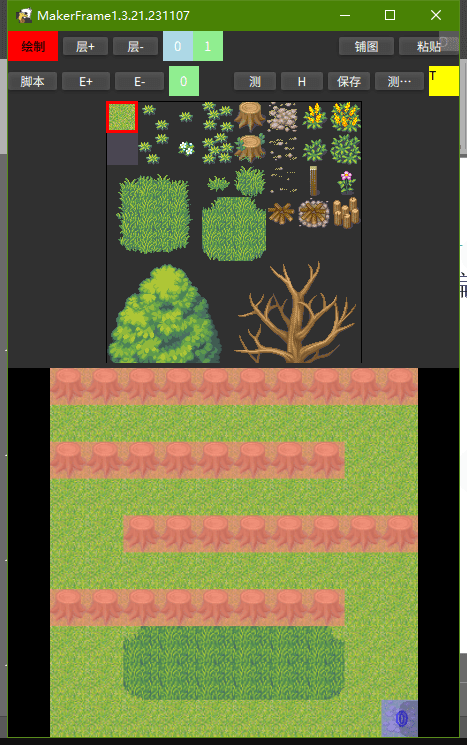 MakerFrame1.3.21.231107
绘制 层+ 层- 0 1 铺图 粘贴
脚本 E+ E- 0 测 H 保存 测… T
0